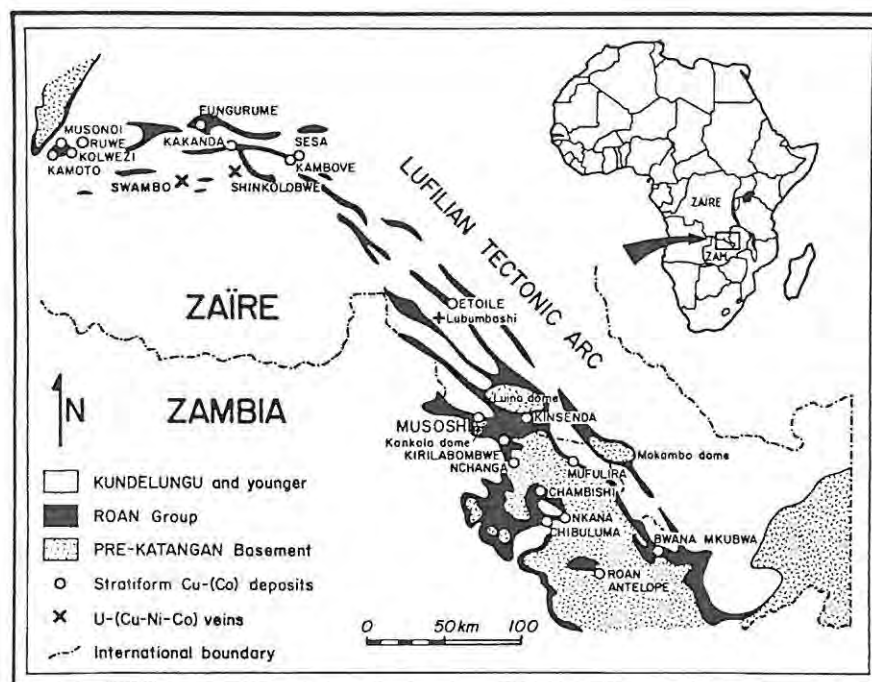 FUNGURUME
MUSONOI
RUWE
KOLWEZI
KAMOTO
KAKANDA
SESA
KAMBOVE
SWAMBO
SHINKOLOBWE
LUFILIAN TECTONIC ARC
ZAIRE
ZAM.
ZAÏRE
ETOILE
Lubumbashi
N
ZAMBIA
Luina dome
MUSOSHI
KINSENDA
Konkola dome
KIRILABOMBWE
NCHANGA
MUFULIRA
Mokambo dome
CHAMBISHI
NKANA
CHIBULUMA
BWANA MKUBWA
ROAN
ANTELOPE
KUNDELUNGU and younger
ROAN Group
PRE-KATANGAN Basement
Stratiform Cu-(Co) deposits
U-(Cu-Ni-Co) veins
International boundary
0 50km 100